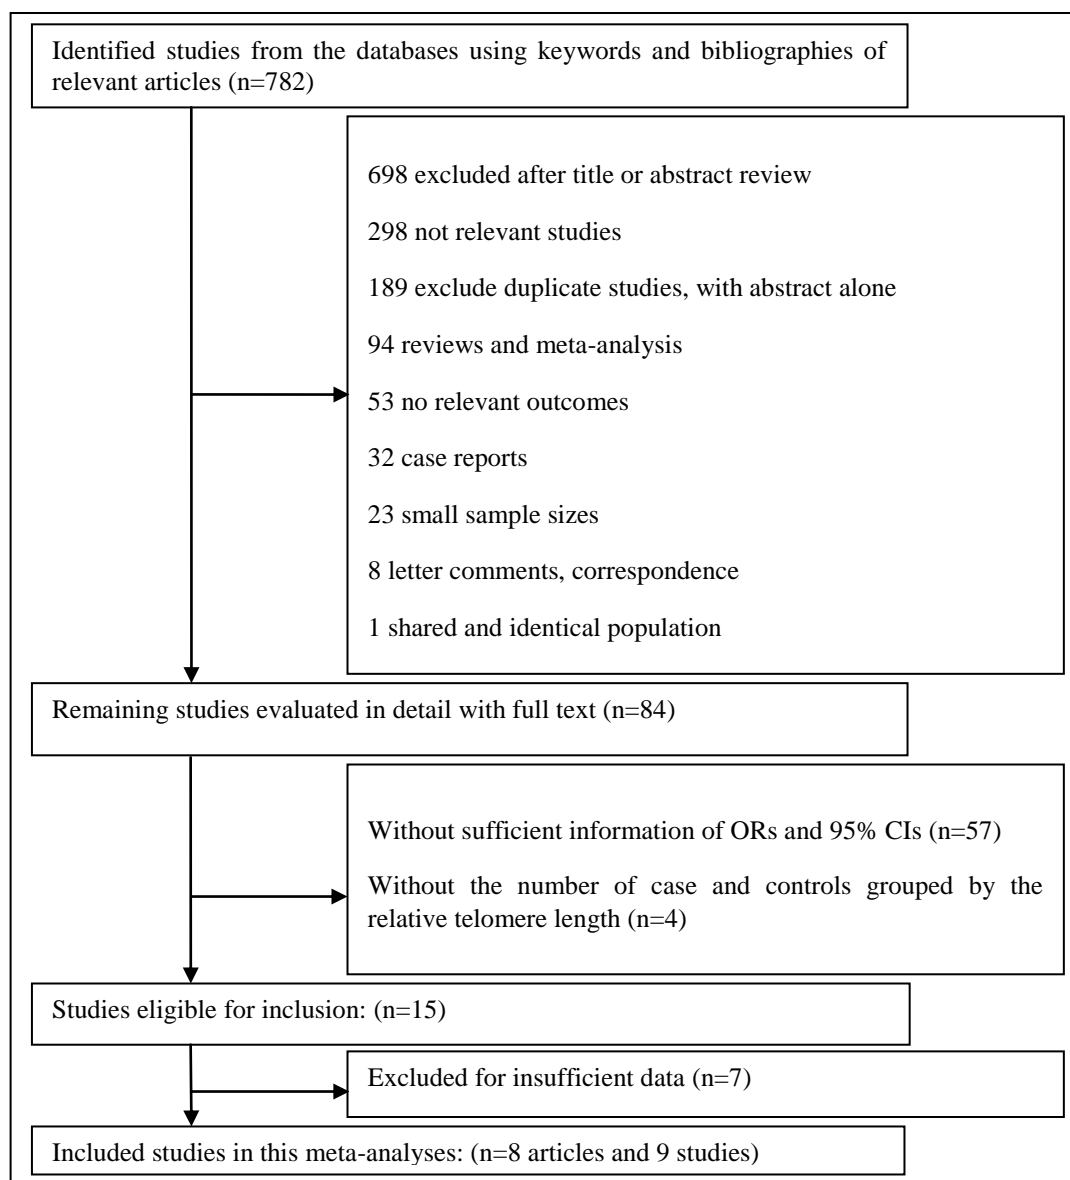 Identified studies from the databases using keywords and bibliographies of
relevant articles (n=782)
698 excluded after title or abstract review
298 not relevant studies
189 exclude duplicate studies, with abstract alone
94 reviews and meta-analysis
53 no relevant outcomes
32 case reports
23 small sample sizes
8 letter comments, correspondence
1 shared and identical population
Remaining studies evaluated in detail with full text (n=84)
Without sufficient information of ORs and 95% CIs (n=57)
Without the number of case and controls grouped by the
relative telomere length (n=4)
Studies eligible for inclusion: (n=15)
Excluded for insufficient data (n=7)
Included studies in this meta-analyses: (n=8 articles and 9 studies)